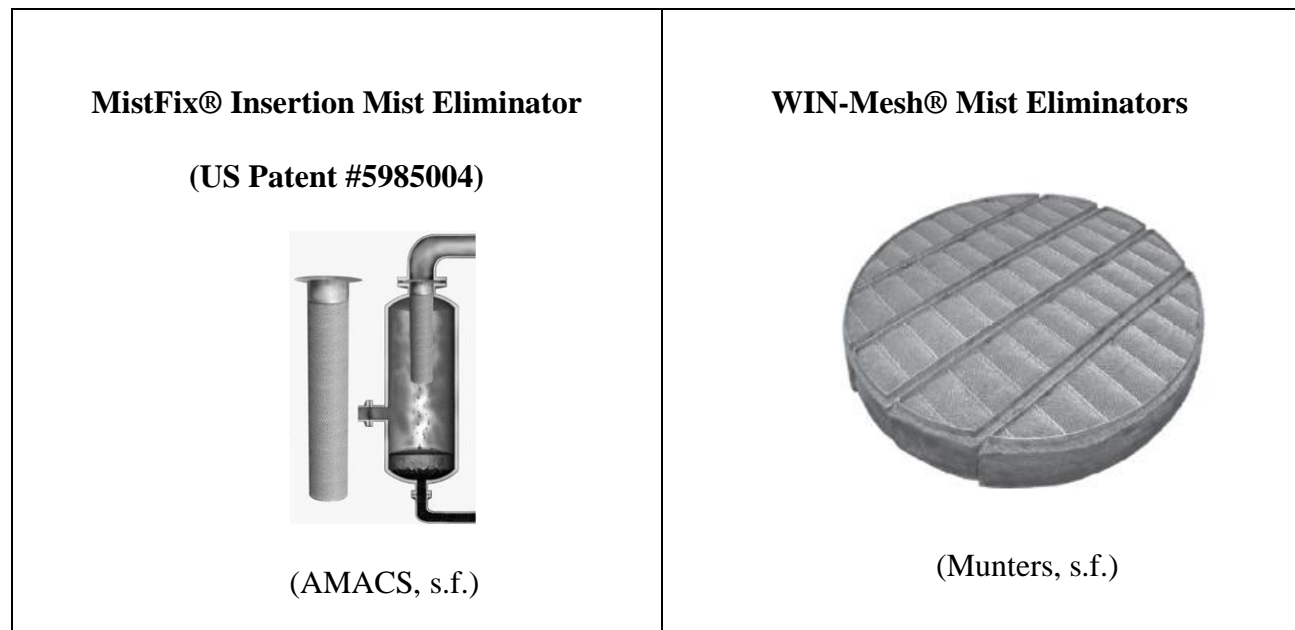 MistFix® Insertion Mist Eliminator
(US Patent #5985004)
(AMACS, s.f.)
WIN-Mesh® Mist Eliminators
(Munters, s.f.)